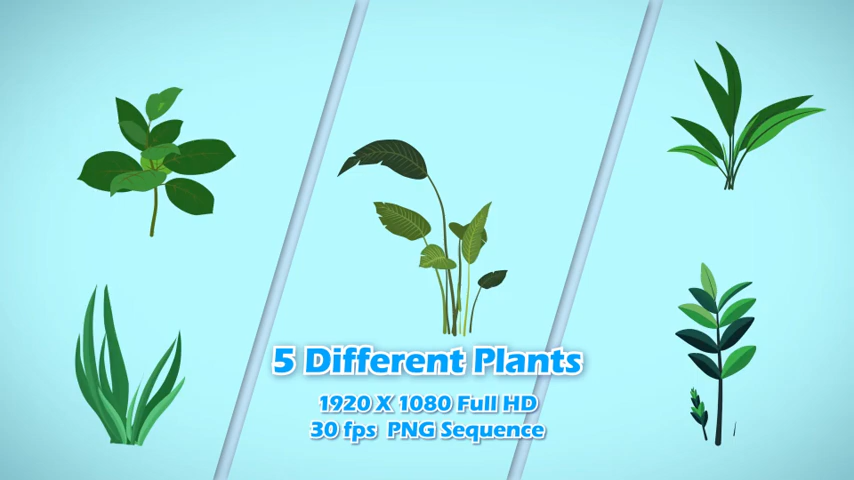 5 Different Plants
1920 X 1080 Full HD
30 fps PNG Sequence